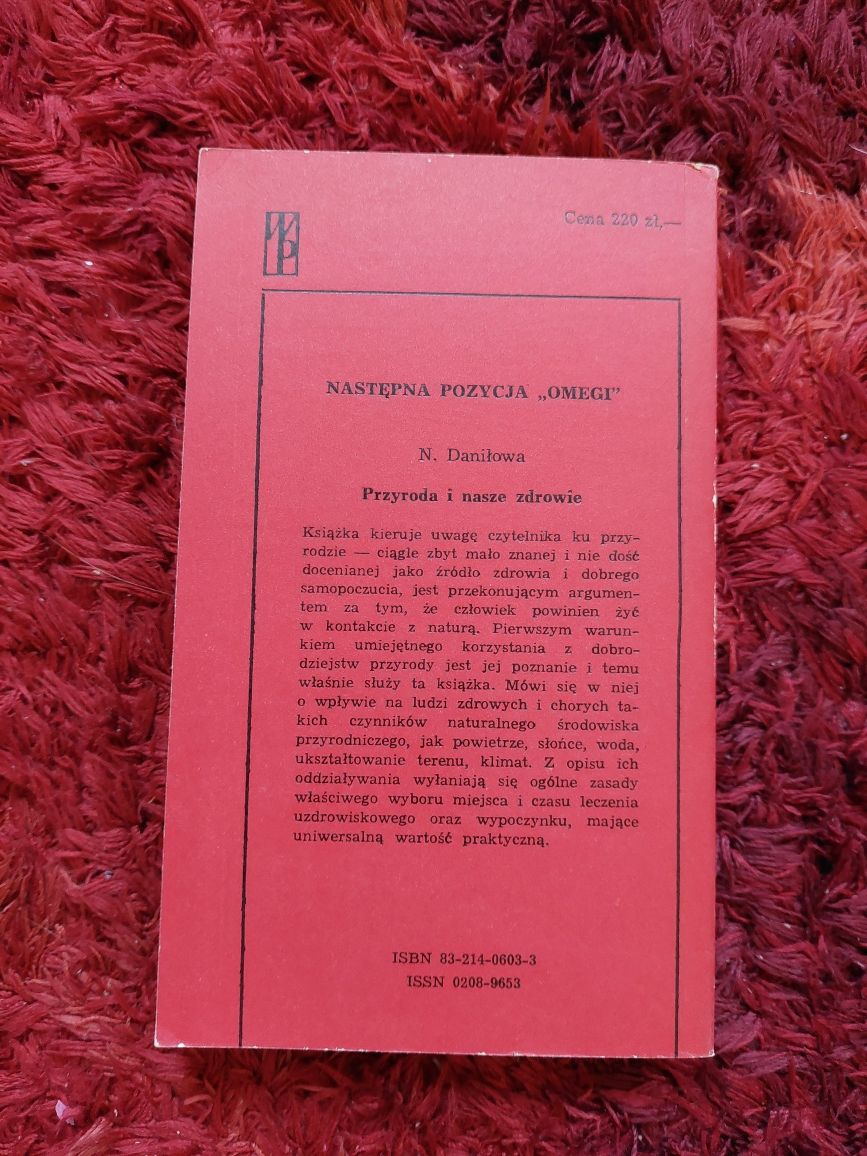 WP
Cena 220 zł,—
NASTĘPNA POZYCJA „OMEGI”
N. Daniłowa
Przyroda i nasze zdrowie
Książka kieruje uwagę czytelnika ku przy-
rodzie — ciągle zbyt mało znanej i nie dość
docenianej jako źródło zdrowia i dobrego
samopoczucia, jest przekonującym argumen-
tem za tym, że człowiek powinien żyć
w kontakcie z naturą. Pierwszym warun-
kiem umiejętnego korzystania z dobro-
dziejstw przyrody jest jej poznanie i temu
właśnie służy ta książka. Mówi się w niej
o wpływie na ludzi zdrowych i chorych ta-
kich czynników naturalnego środowiska
przyrodniczego, jak powietrze, słońce, woda,
ukształtowanie terenu, klimat. Z opisu ich
oddziaływania wyłaniają się ogólne zasady
właściwego wyboru miejsca i czasu leczenia
uzdrowiskowego oraz wypoczynku, mające
uniwersalną wartość praktyczną.
ISBN 83-214-0603-3
ISSN 0208-9653